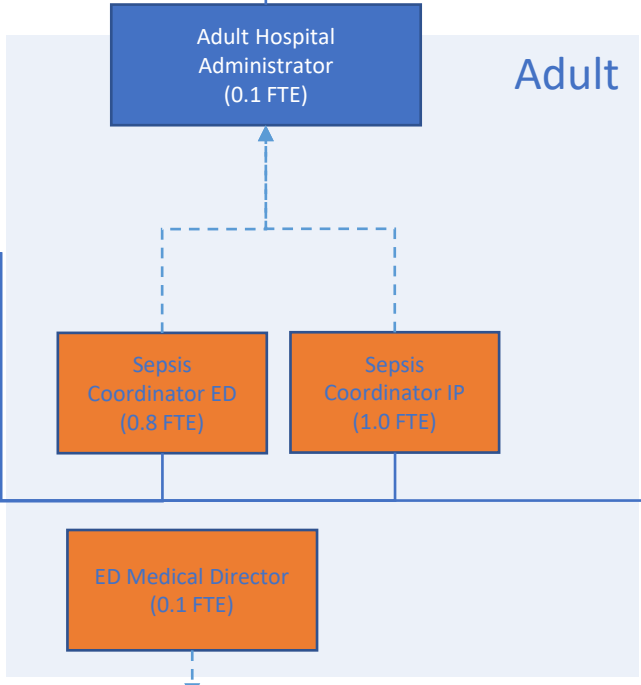 Adult Hospital
Administrator
(0.1 FTE)
Adult
Sepsis
Coordinator ED
(0.8 FTE)
Sepsis
Coordinator IP
(1.0 FTE)
ED Medical Director
(0.1 FTE)